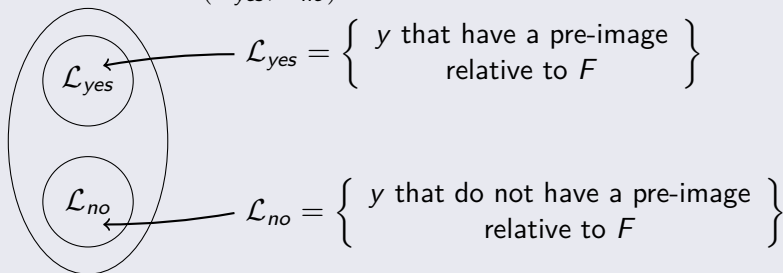 𝓛yes
𝓛yes = { y that have a pre-image
relative to F }
𝓛no
𝓛no = { y that do not have a pre-image
relative to F }